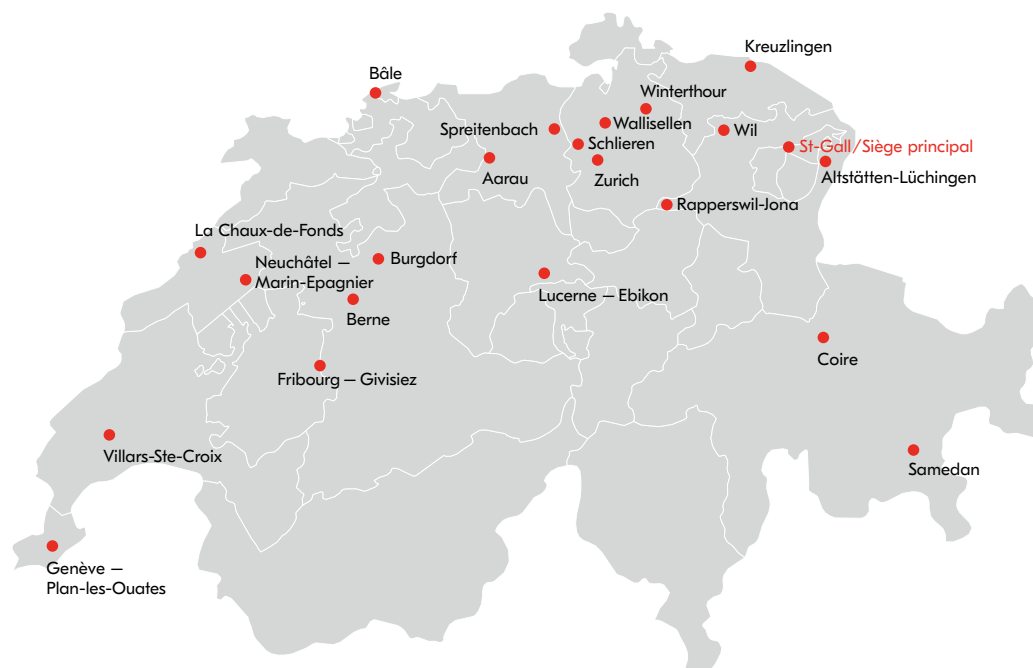 Kreuzlingen
Bâle
Winterthour
Spreitenbach
Wallisellen
Wil
Schlieren
St-Gall/Siège principal
Aarau
Zurich
Altstätten-Lüchingen
Rapperswil-Jona
La Chaux-de-Fonds
Neuchâtel –
Marin-Epagnier
Burgdorf
Lucerne – Ebikon
Berne
Coire
Fribourg – Givisiez
Villars-Ste-Croix
Samedan
Genève –
Plan-les-Ouates